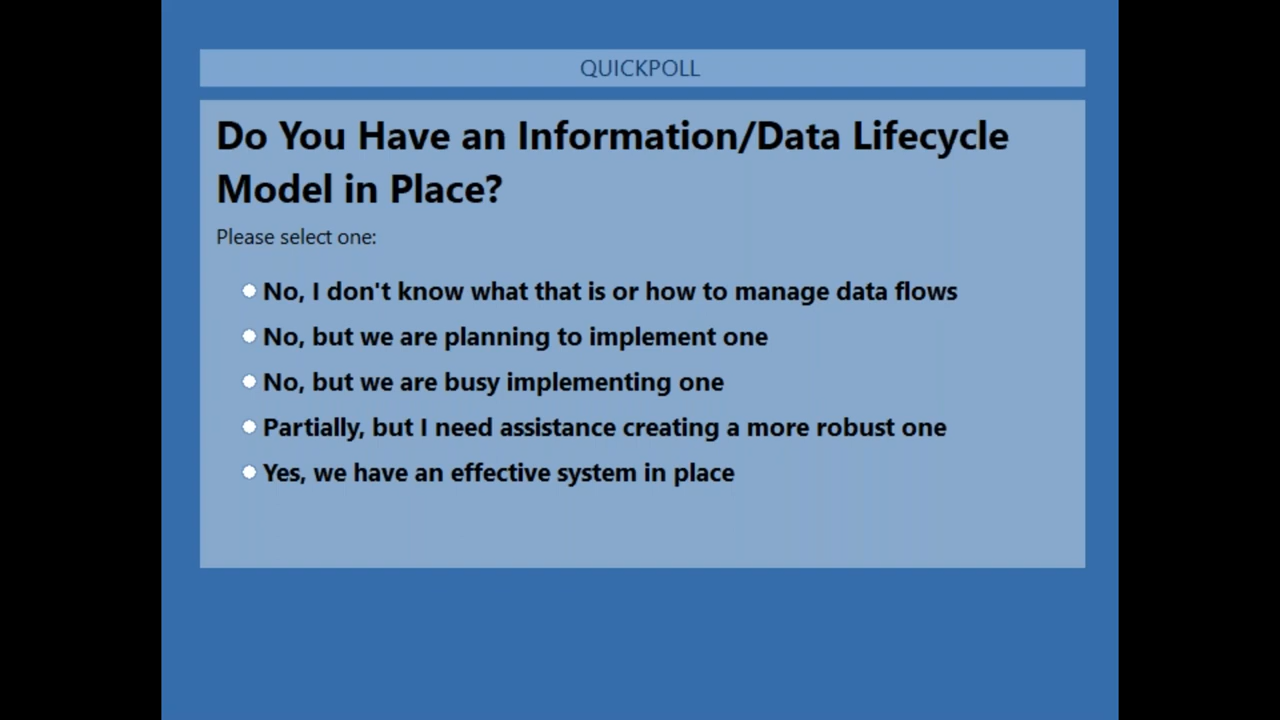 QUICKPOLL
Do You Have an Information/Data Lifecycle
Model in Place?
Please select one:
No, I don't know what that is or how to manage data flows
No, but we are planning to implement one
No, but we are busy implementing one
Partially, but I need assistance creating a more robust one
Yes, we have an effective system in place